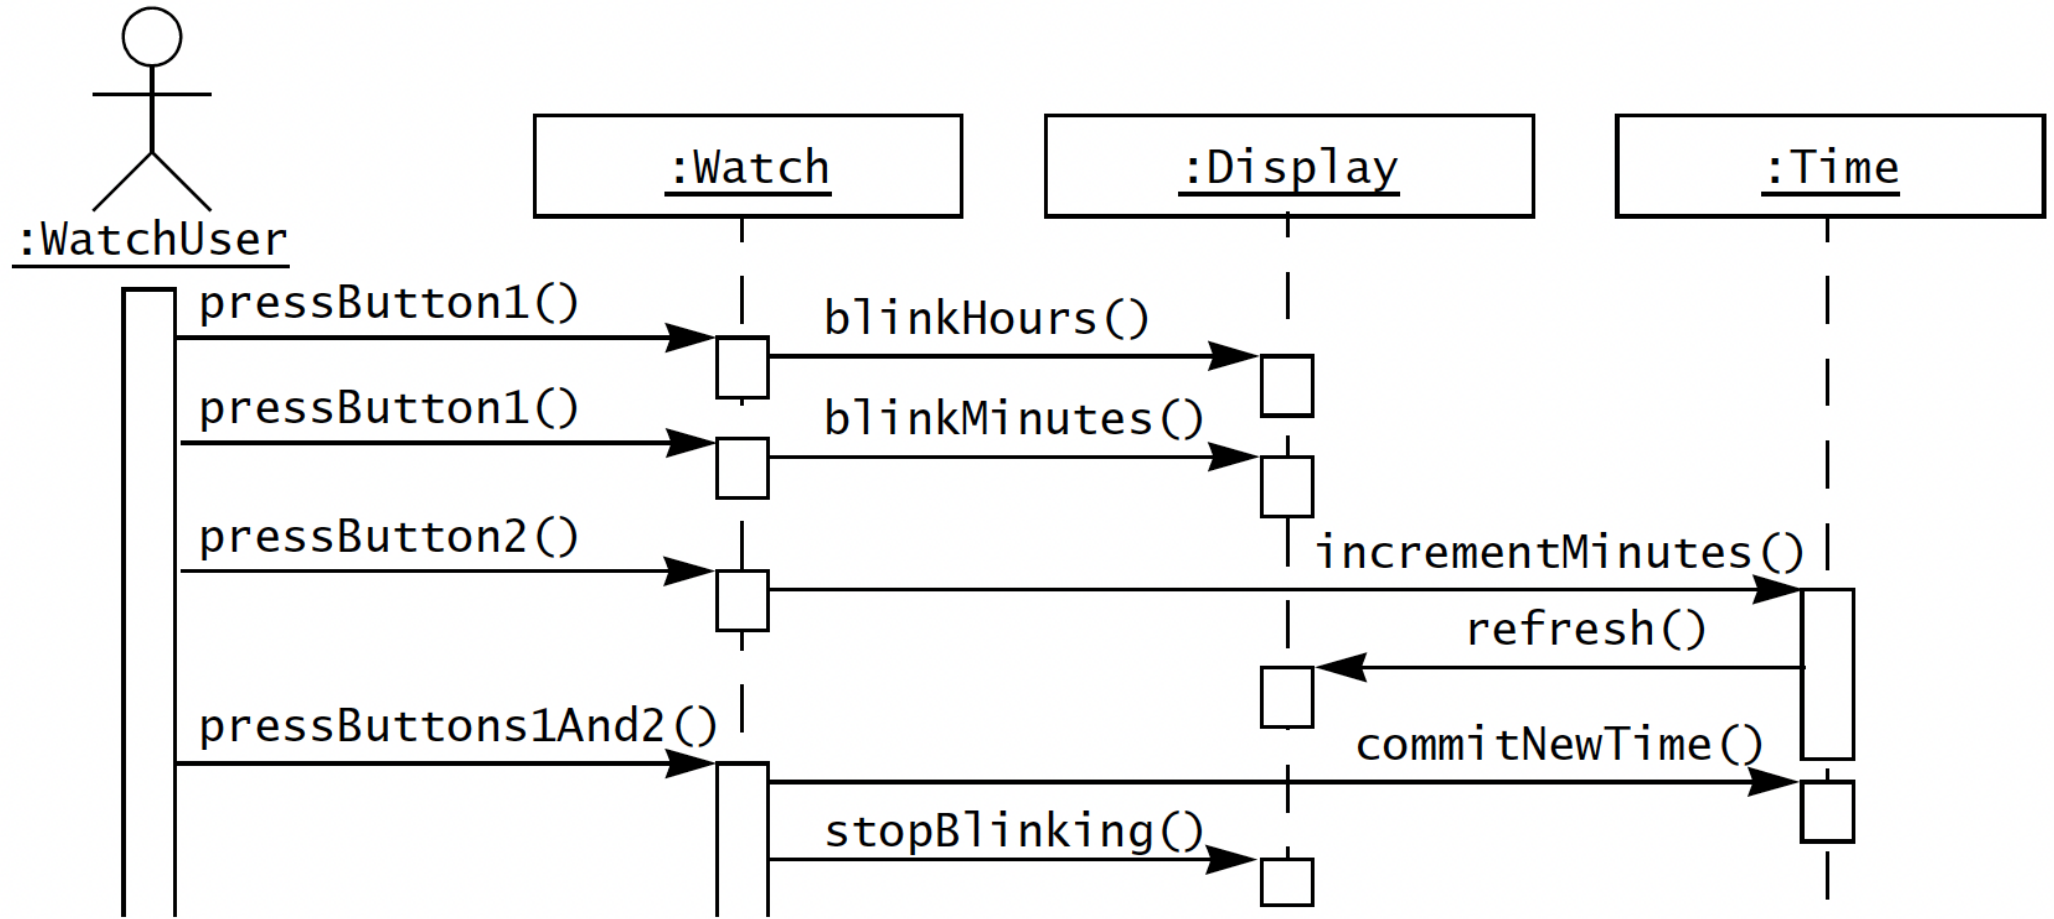 :Watch
:Display
:Time
:WatchUser
pressButton1()
blinkHours()
pressButton1()
blinkMinutes()
pressButton2()
incrementMinutes()
refresh()
pressButtons1And2()
commitNewTime()
stopBlinking()